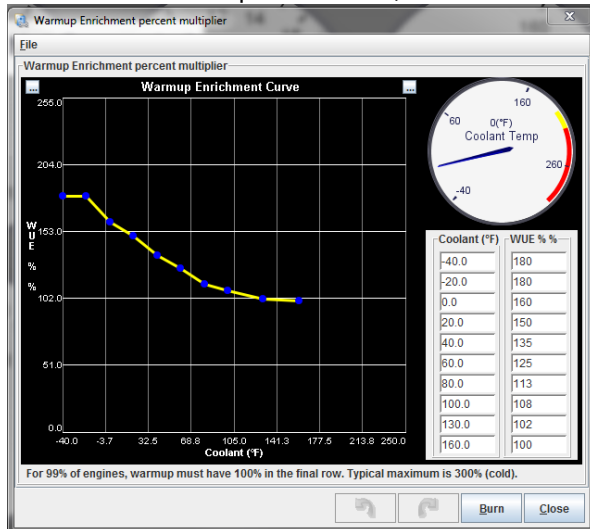 Warmup Enrichment percent multiplier
File
Warmup Enrichment percent multiplier
... Warmup Enrichment Curve ...
255.0
204.0
153.0
102.0
51.0
0.0
WUE % %
-40.0 -3.7 32.5 68.8 105.0 141.3 177.5 213.8 250.0
Coolant (°F)
160
60 0(°F)
Coolant Temp
260
-40
Coolant (°F) WUE % %
-40.0 180
-20.0 180
0.0 160
20.0 150
40.0 135
60.0 125
80.0 113
100.0 108
130.0 102
160.0 100
For 99% of engines, warmup must have 100% in the final row. Typical maximum is 300% (cold).
Burn Close